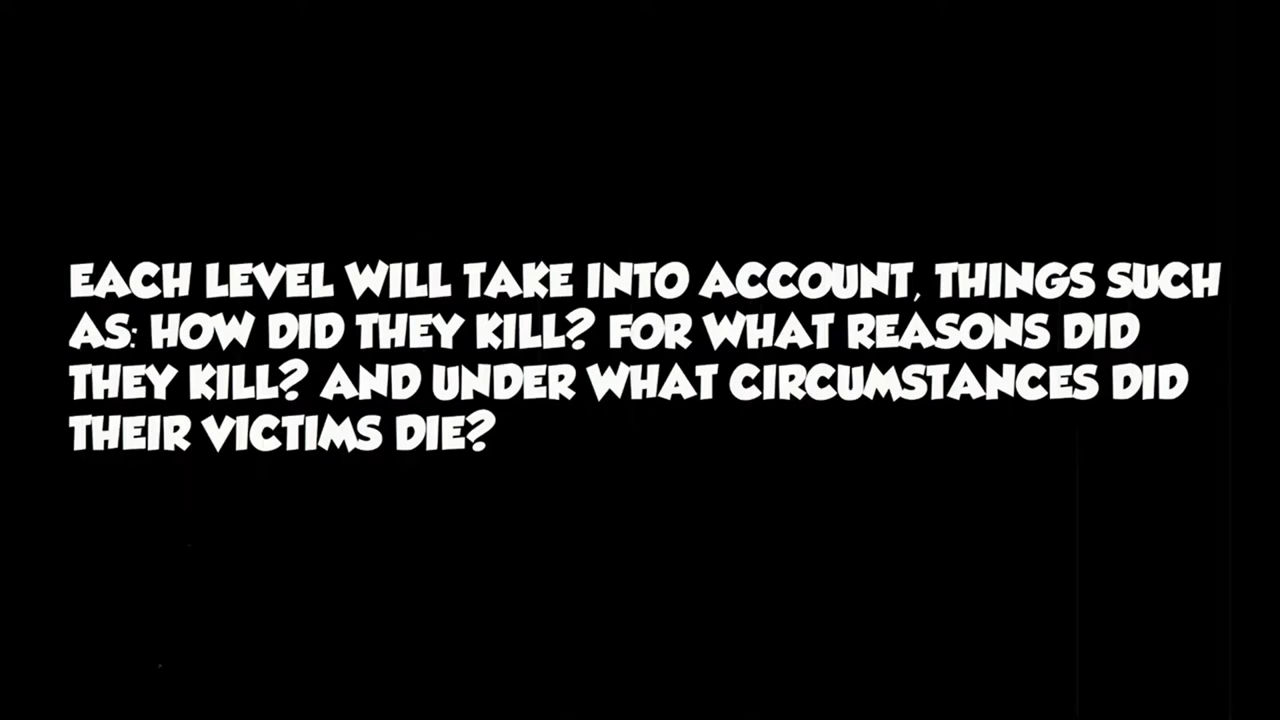 EACH LEVEL WILL TAKE INTO ACCOUNT, THINGS SUCH
AS: HOW DID THEY KILL? FOR WHAT REASONS DID
THEY KILL? AND UNDER WHAT CIRCUMSTANCES DID
THEIR VICTIMS DIE?